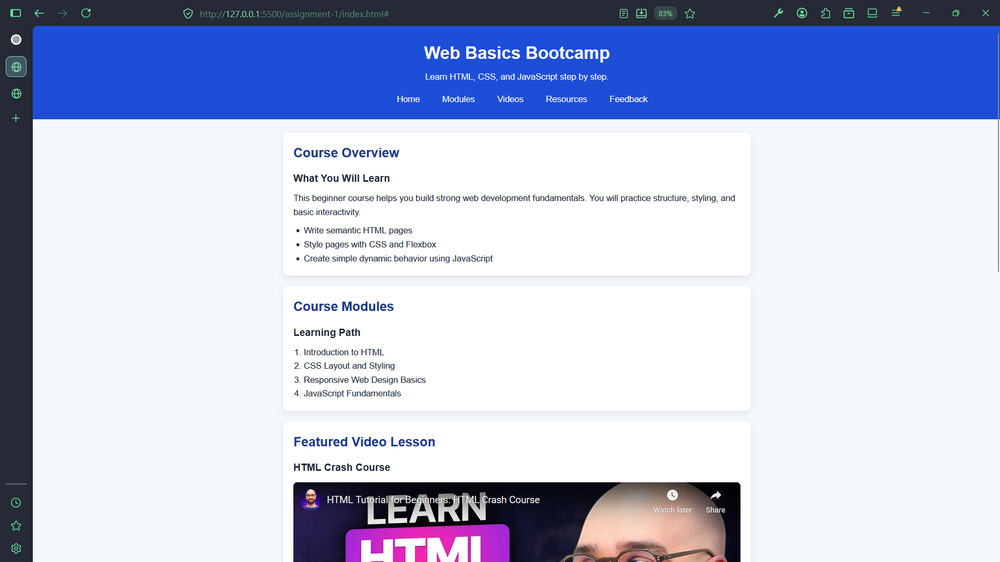 http://127.0.0.1:5500/assignment-1/index.html#
83%
Web Basics Bootcamp
Learn HTML, CSS, and JavaScript step by step.
Home Modules Videos Resources Feedback
Course Overview
What You Will Learn
This beginner course helps you build strong web development fundamentals. You will practice structure, styling, and
basic interactivity.
• Write semantic HTML pages
• Style pages with CSS and Flexbox
• Create simple dynamic behavior using JavaScript
Course Modules
Learning Path
1. Introduction to HTML
2. CSS Layout and Styling
3. Responsive Web Design Basics
4. JavaScript Fundamentals
Featured Video Lesson
HTML Crash Course
HTML Tutorial for Beginners: HTML Crash Course
Watch later Share
LEARN
HTML